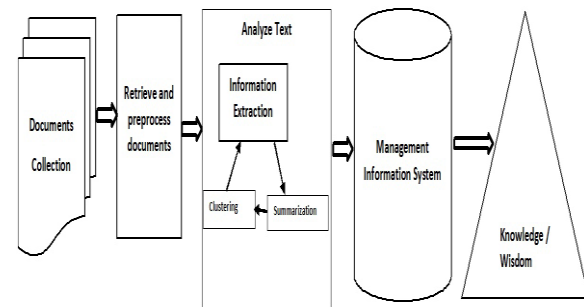 Documents
Collection
Retrieve and
preprocess
documents
Analyze Text
Information
Extraction
Clustering
Summarization
Management
Information System
Knowledge /
Wisdom